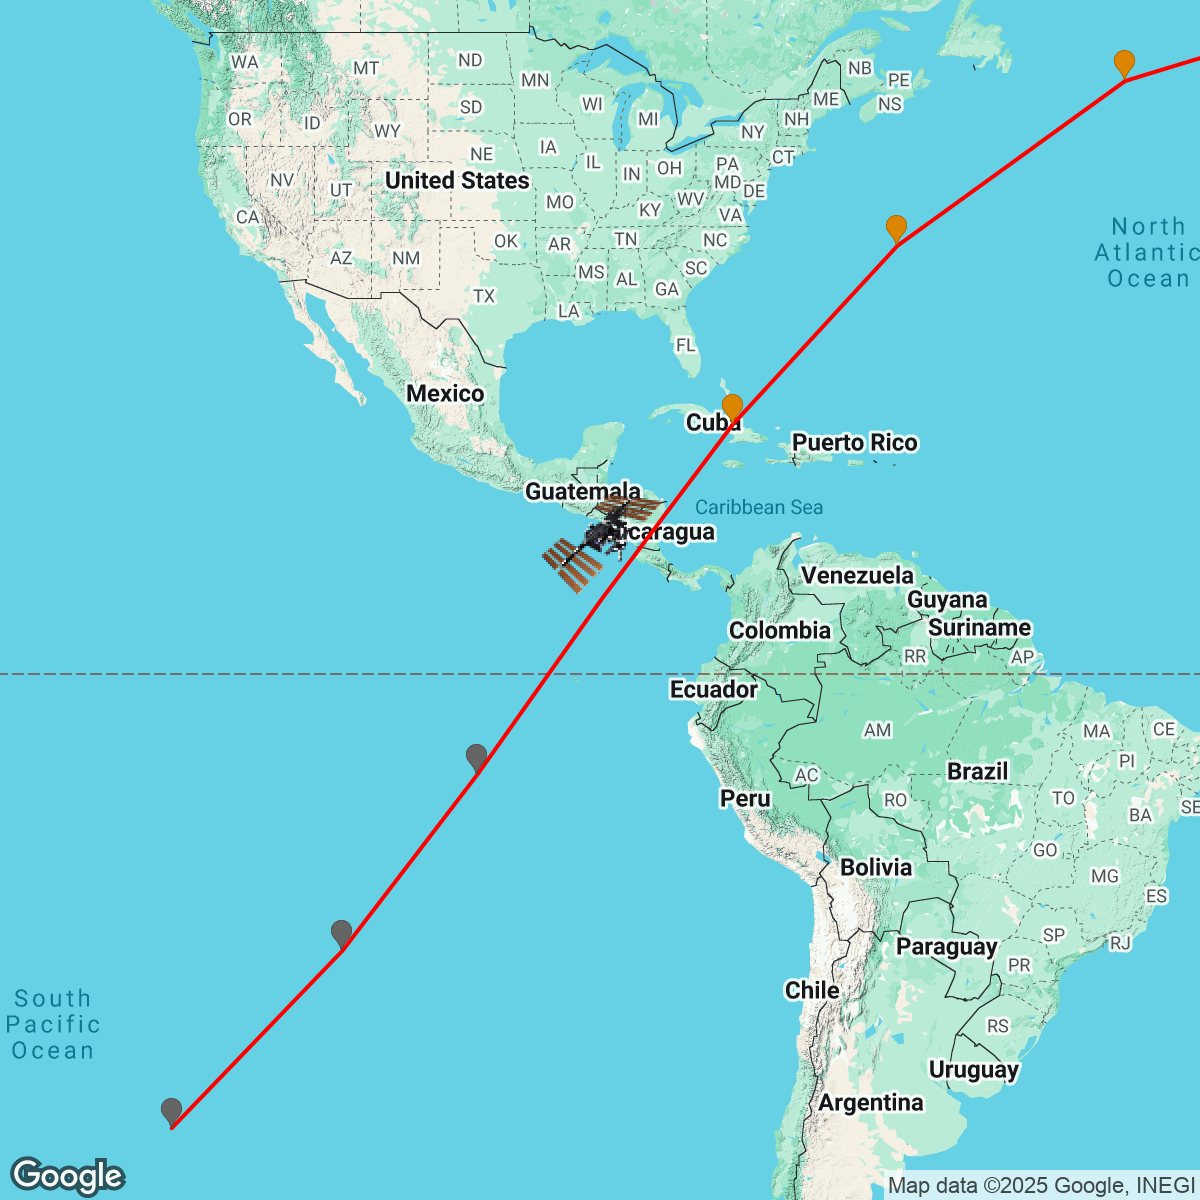 WA
MT
ND
MN
NB
PE
NS
ME
OR
ID
SD
WI
MI
NY
NH
WY
IA
NE
IL
IN
OH
PA
CT
NV
UT
United States
MO
KY
WV
MD
DE
VA
CA
AZ
NM
OK
AR
TN
NC
MS
AL
SC
GA
TX
LA
FL
North
Atlantic
Ocean
Mexico
Cuba
Puerto Rico
Guatemala
Caribbean Sea
ucaragua
Venezuela
Guyana
Suriname
Colombia
RR
AP
Ecuador
AM
MA
CE
PI
Brazil
AC
RO
TO
BA
SE
Peru
GO
Bolivia
MG
ES
Paraguay
SP
RJ
PR
Chile
South
Pacific
Ocean
RS
Uruguay
Argentina
Google
Map data ©2025 Google, INEGI